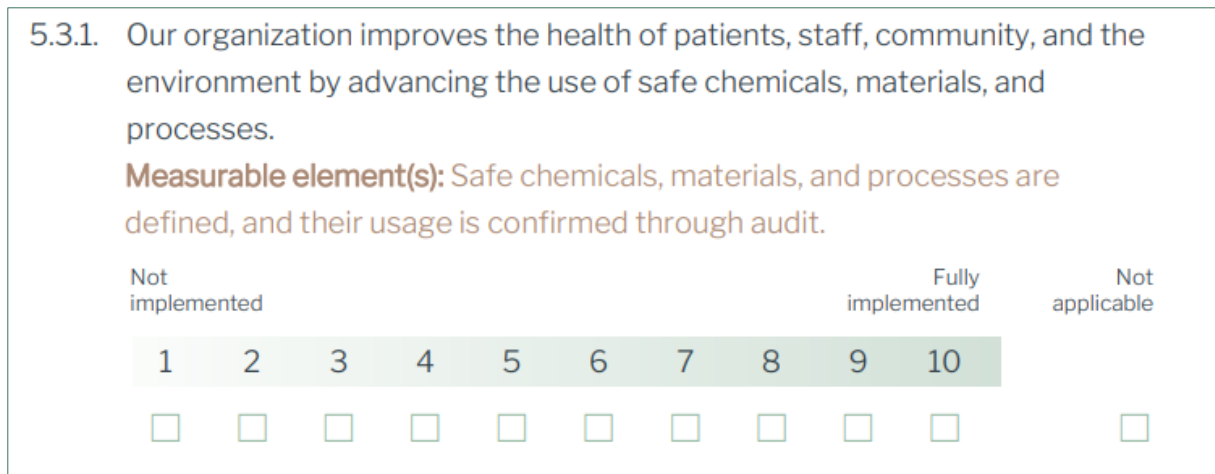 5.3.1. Our organization improves the health of patients, staff, community, and the
environment by advancing the use of safe chemicals, materials, and
processes.
Measurable element(s): Safe chemicals, materials, and processes are
defined, and their usage is confirmed through audit.
Not implemented
Fully implemented
Not applicable
1 2 3 4 5 6 7 8 9 10